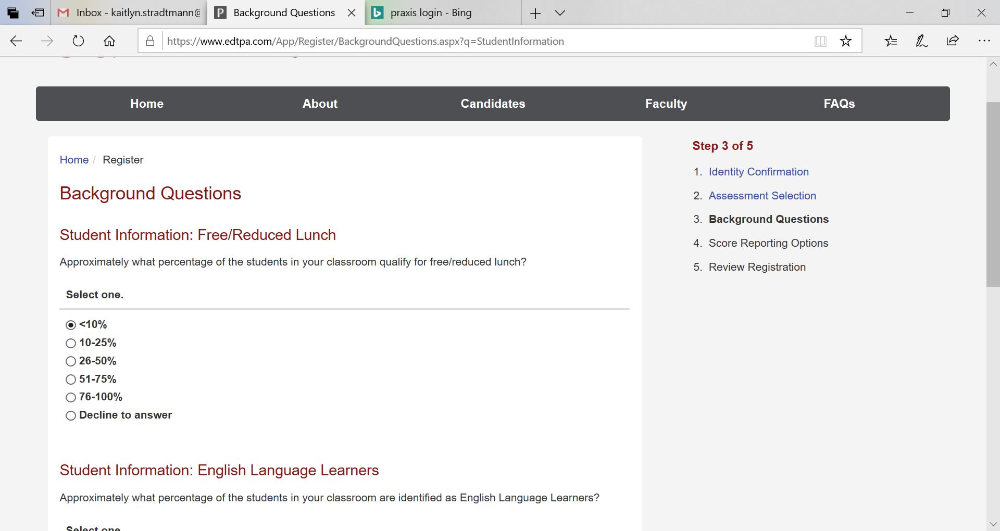 Inbox - kaitlyn.stradtmann@
Background Questions
praxis login - Bing
https://www.edtpa.com/App/Register/BackgroundQuestions.aspx?q=StudentInformation
Home About Candidates Faculty FAQs
Home / Register
Background Questions
Student Information: Free/Reduced Lunch
Approximately what percentage of the students in your classroom qualify for free/reduced lunch?
Select one.
<10%
10-25%
26-50%
51-75%
76-100%
Decline to answer
Student Information: English Language Learners
Approximately what percentage of the students in your classroom are identified as English Language Learners?
Select one.
Step 3 of 5
1. Identity Confirmation
2. Assessment Selection
3. Background Questions
4. Score Reporting Options
5. Review Registration